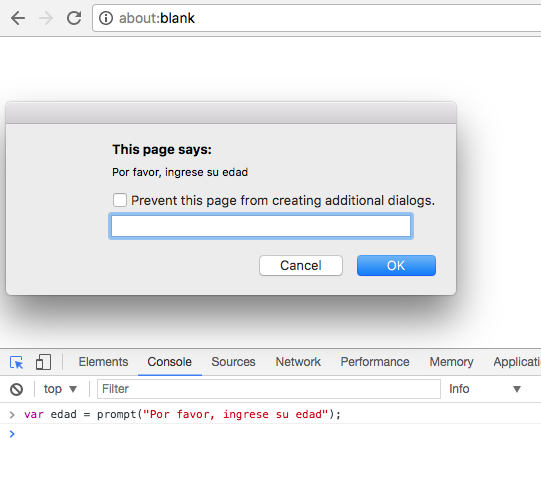 about:blank
This page says:
Por favor, ingrese su edad
Prevent this page from creating additional dialogs.
Cancel OK
Elements Console Sources Network Performance Memory Applicati
top ▼ Filter Info ▼
> var edad = prompt("Por favor, ingrese su edad");
>